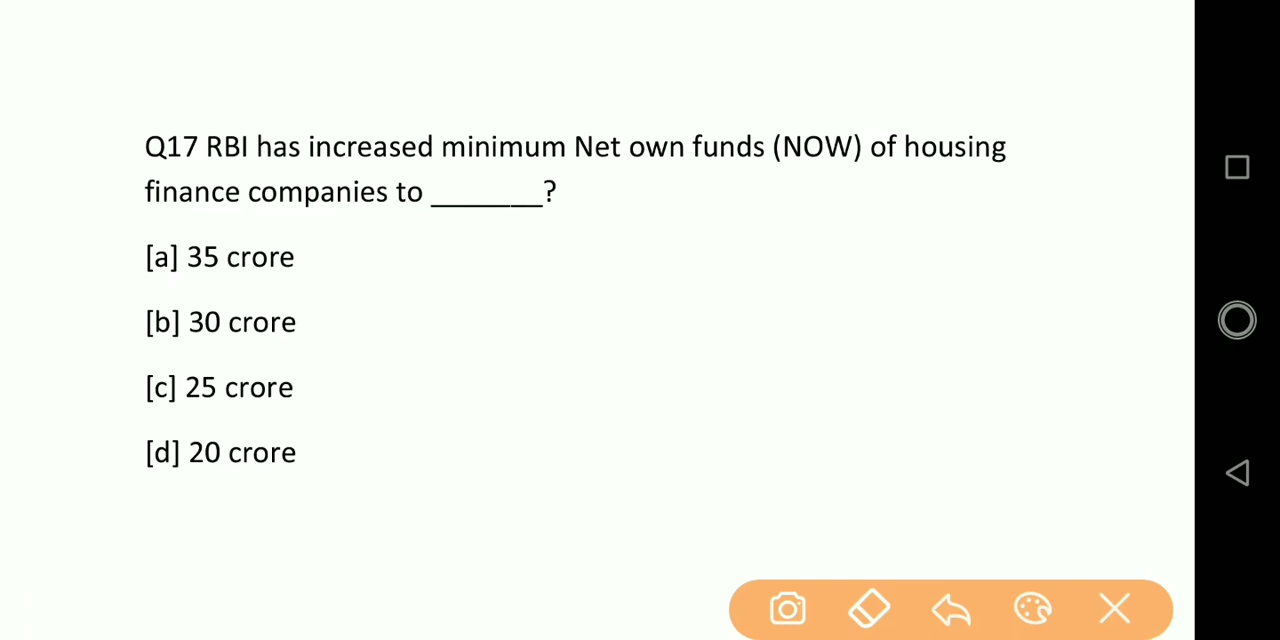 Q17 RBI has increased minimum Net own funds (NOW) of housing
finance companies to _______?
[a] 35 crore
[b] 30 crore
[c] 25 crore
[d] 20 crore